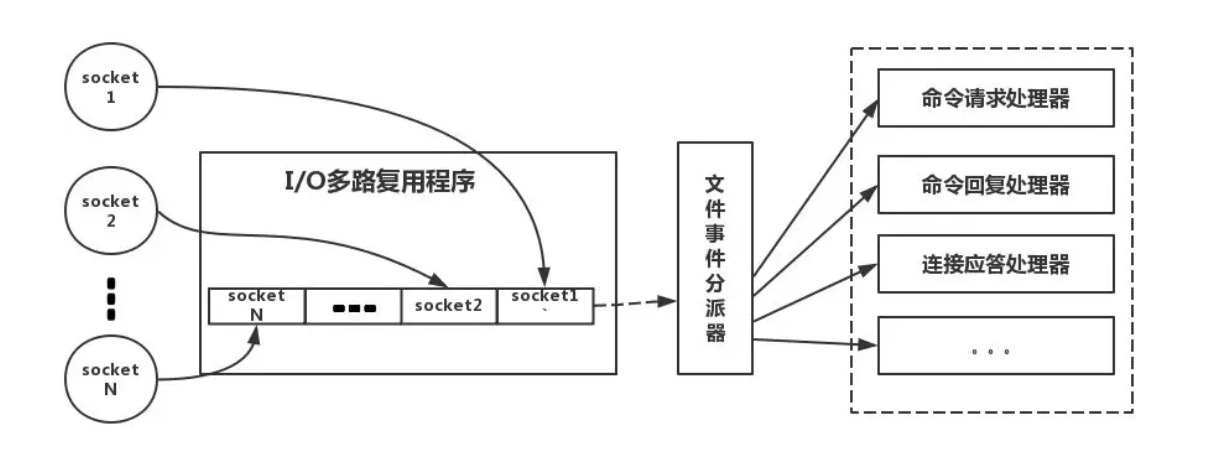 socket
1
socket
2
socket
N
I/O多路复用程序
socket
N
socket2
socket1
、
文件事件分派器
命令请求处理器
命令回复处理器
连接应答处理器
。。。